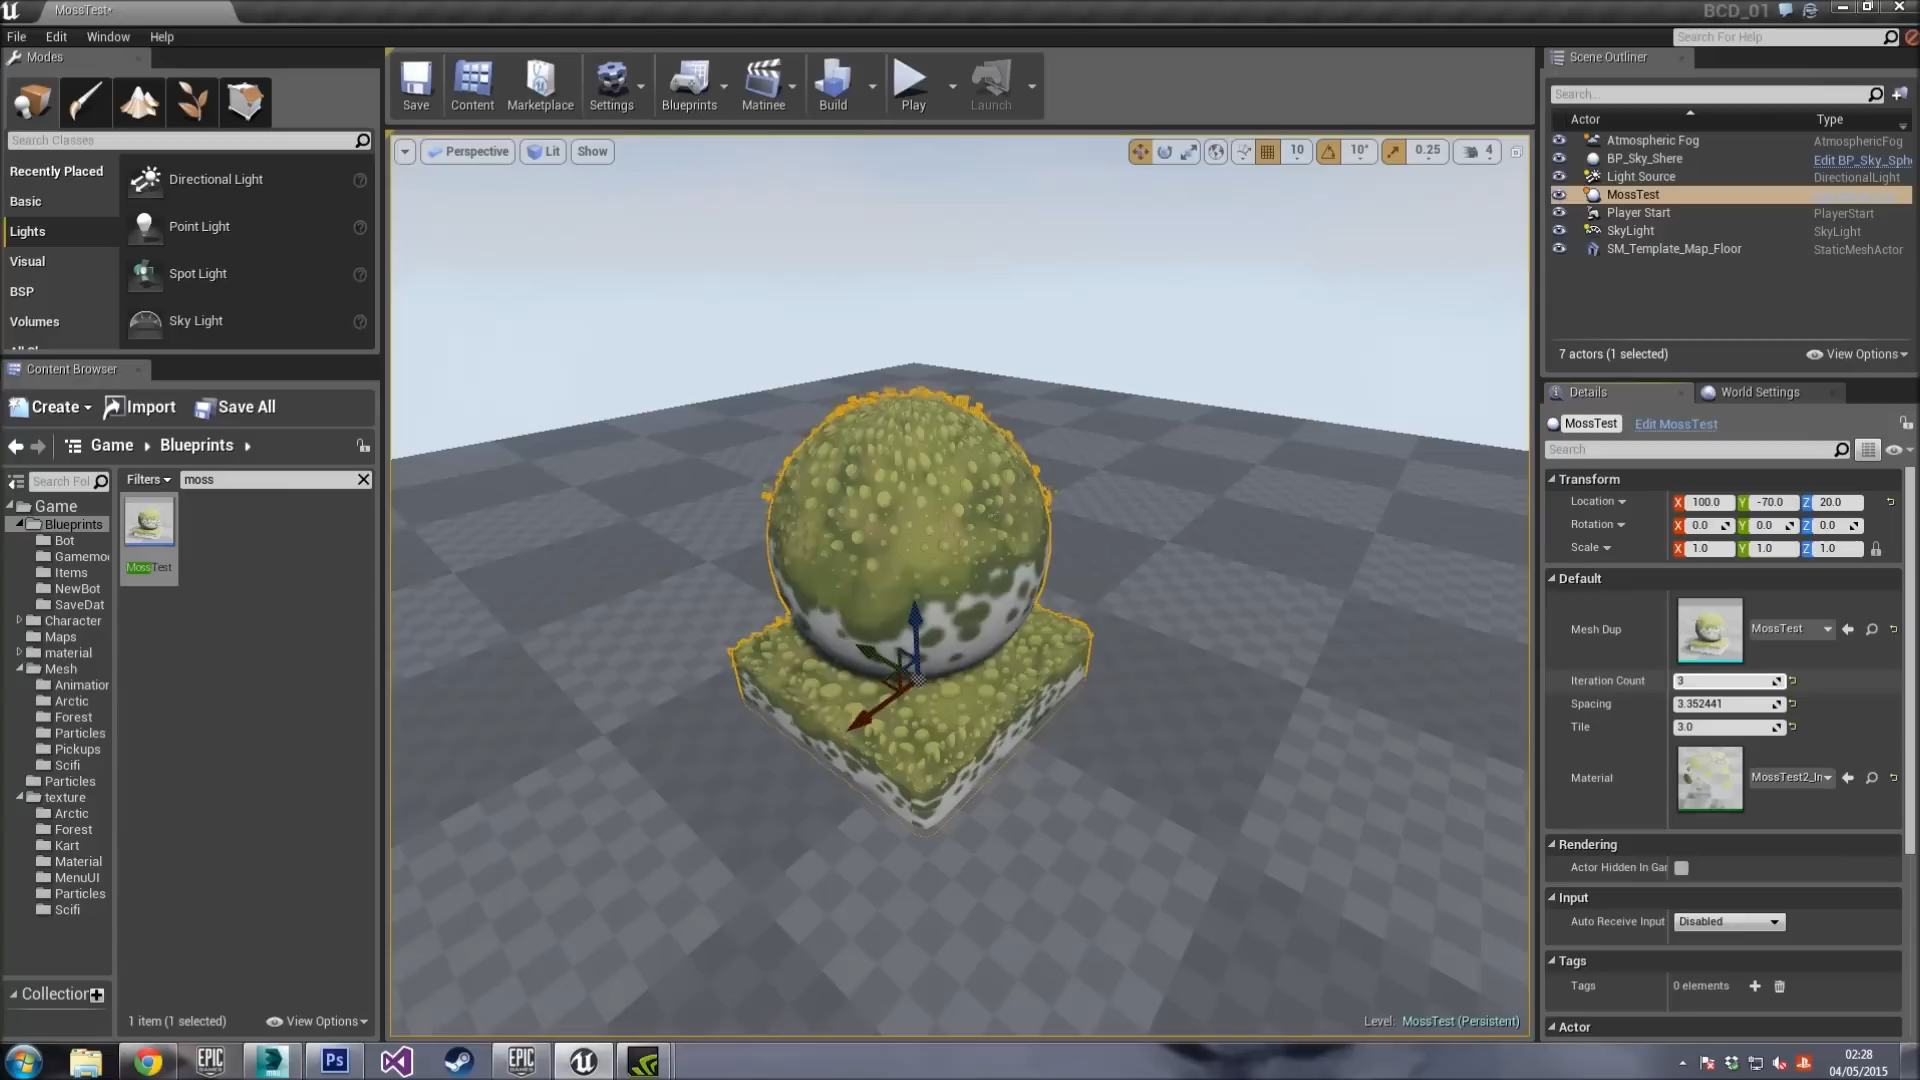 MossTest*
BCD_01
File Edit Window Help
Search For Help
Modes
Search Classes
Recently Placed
Basic
Lights
Visual
BSP
Volumes
Directional Light
Point Light
Spot Light
Sky Light
Save
Content
Marketplace
Settings
Blueprints
Matinee
Build
Play
Launch
Perspective
Lit
Show
10
10°
0.25
4
Content Browser
Create
Import
Save All
Game
Blueprints
Search Fol
Filters
moss
Game
Blueprints
Bot
Gamemo
Items
NewBot
SaveDat
Character
Maps
material
Mesh
Animation
Arctic
Forest
Particles
Pickups
Scifi
Particles
texture
Arctic
Forest
Kart
Material
MenuUI
Particles
Scifi
MossTest
Collection
1 item (1 selected)
View Options
Level: MossTest (Persistent)
Scene Outliner
Search...
Actor Type
Atmospheric Fog AtmosphericFog
BP_Sky_Shere Edit BP_Sky_Sph
Light Source DirectionalLight
MossTest
Player Start PlayerStart
SkyLight SkyLight
SM_Template_Map_Floor StaticMeshActor
7 actors (1 selected)
View Options
Details
World Settings
MossTest
Edit MossTest
Search
Transform
Location X 100.0 Y -70.0 Z 20.0
Rotation X 0.0 Y 0.0 Z 0.0
Scale X 1.0 Y 1.0 Z 1.0
Default
Mesh Dup MossTest
Iteration Count 3
Spacing 3.352441
Tile 3.0
Material MossTest2_In
Rendering
Actor Hidden In Gar
Input
Auto Receive Input Disabled
Tags
Tags 0 elements
Actor
EPIC GAMES
Ps
EPIC GAMES
02:28
04/05/2015